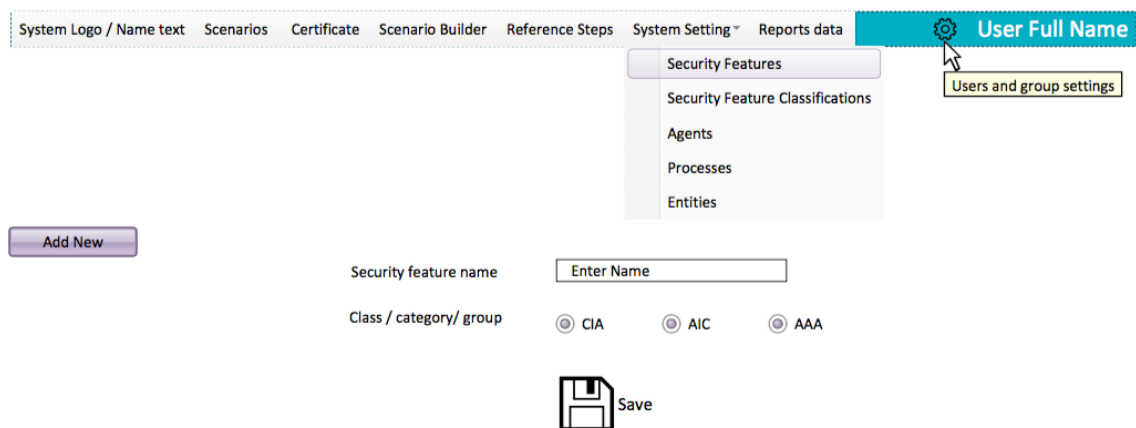 System Logo / Name text Scenarios Certificate Scenario Builder Reference Steps System Setting Reports data User Full Name
Users and group settings
Security Features
Security Feature Classifications
Agents
Processes
Entities
Add New
Security feature name Enter Name
Class / category/ group CIA AIC AAA
Save